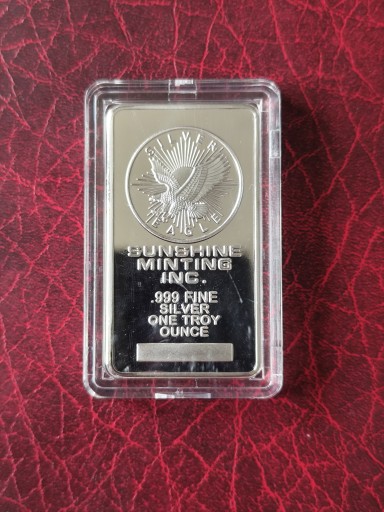 SILVER
EAGLE
SUNSHINE
MINTING
INC.
.999 FINE
SILVER
ONE TROY
OUNCE